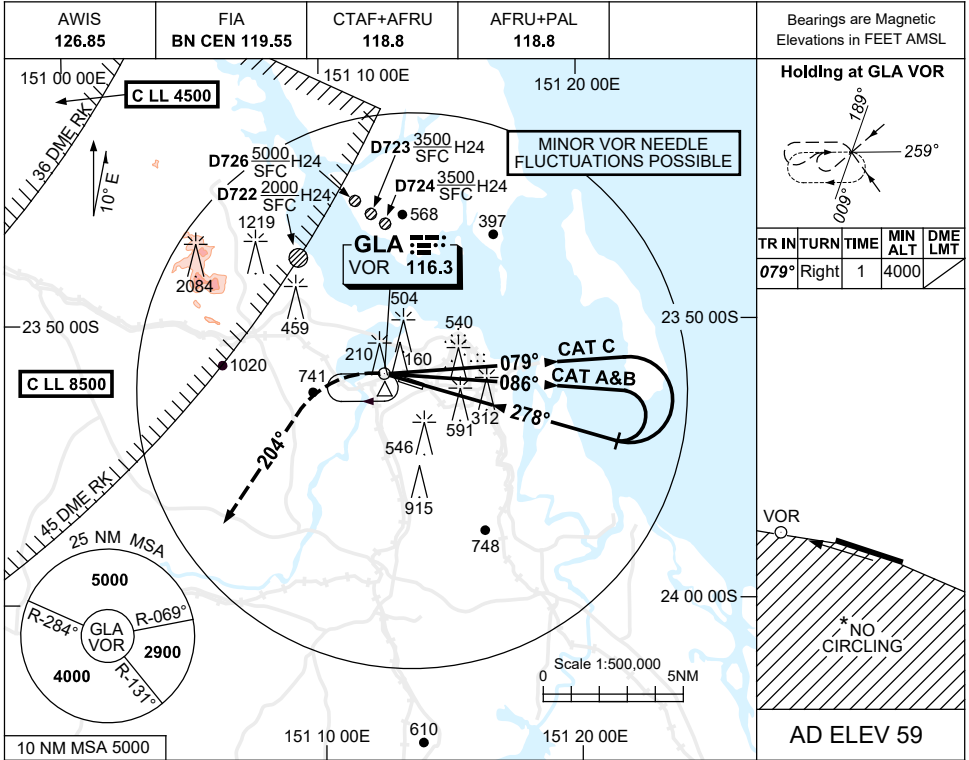 AWIS
126.85
FIA
BN CEN 119.55
CTAF+AFRU
118.8
AFRU+PAL
118.8
Bearings are Magnetic
Elevations in FEET AMSL
151 00 00E
151 10 00E
151 20 00E
C LL 4500
36 DME RK
10° E
D726 5000 SFC H24
D722 2000 SFC H24
D723 3500 SFC H24
D724 3500 SFC H24
MINOR VOR NEEDLE
FLUCTUATIONS POSSIBLE
568
397
1219
2084
459
GLA
VOR 116.3
504
540
210
160
23 50 00S
23 50 00S
1020
741
C LL 8500
079° CAT C
086° CAT A&B
278°
591
312
546
915
748
204°
45 DME RK
25 NM MSA
5000
R-284°
R-069°
GLA
VOR
2900
4000
R-131°
24 00 00S
Scale 1:500,000
0
5NM
10 NM MSA 5000
151 10 00E
610
151 20 00E
Holding at GLA VOR
189°
259°
009°
TR IN
TURN
TIME
MIN
ALT
DME
LMT
079°
Right
1
4000
VOR
*NO
CIRCLING
AD ELEV 59